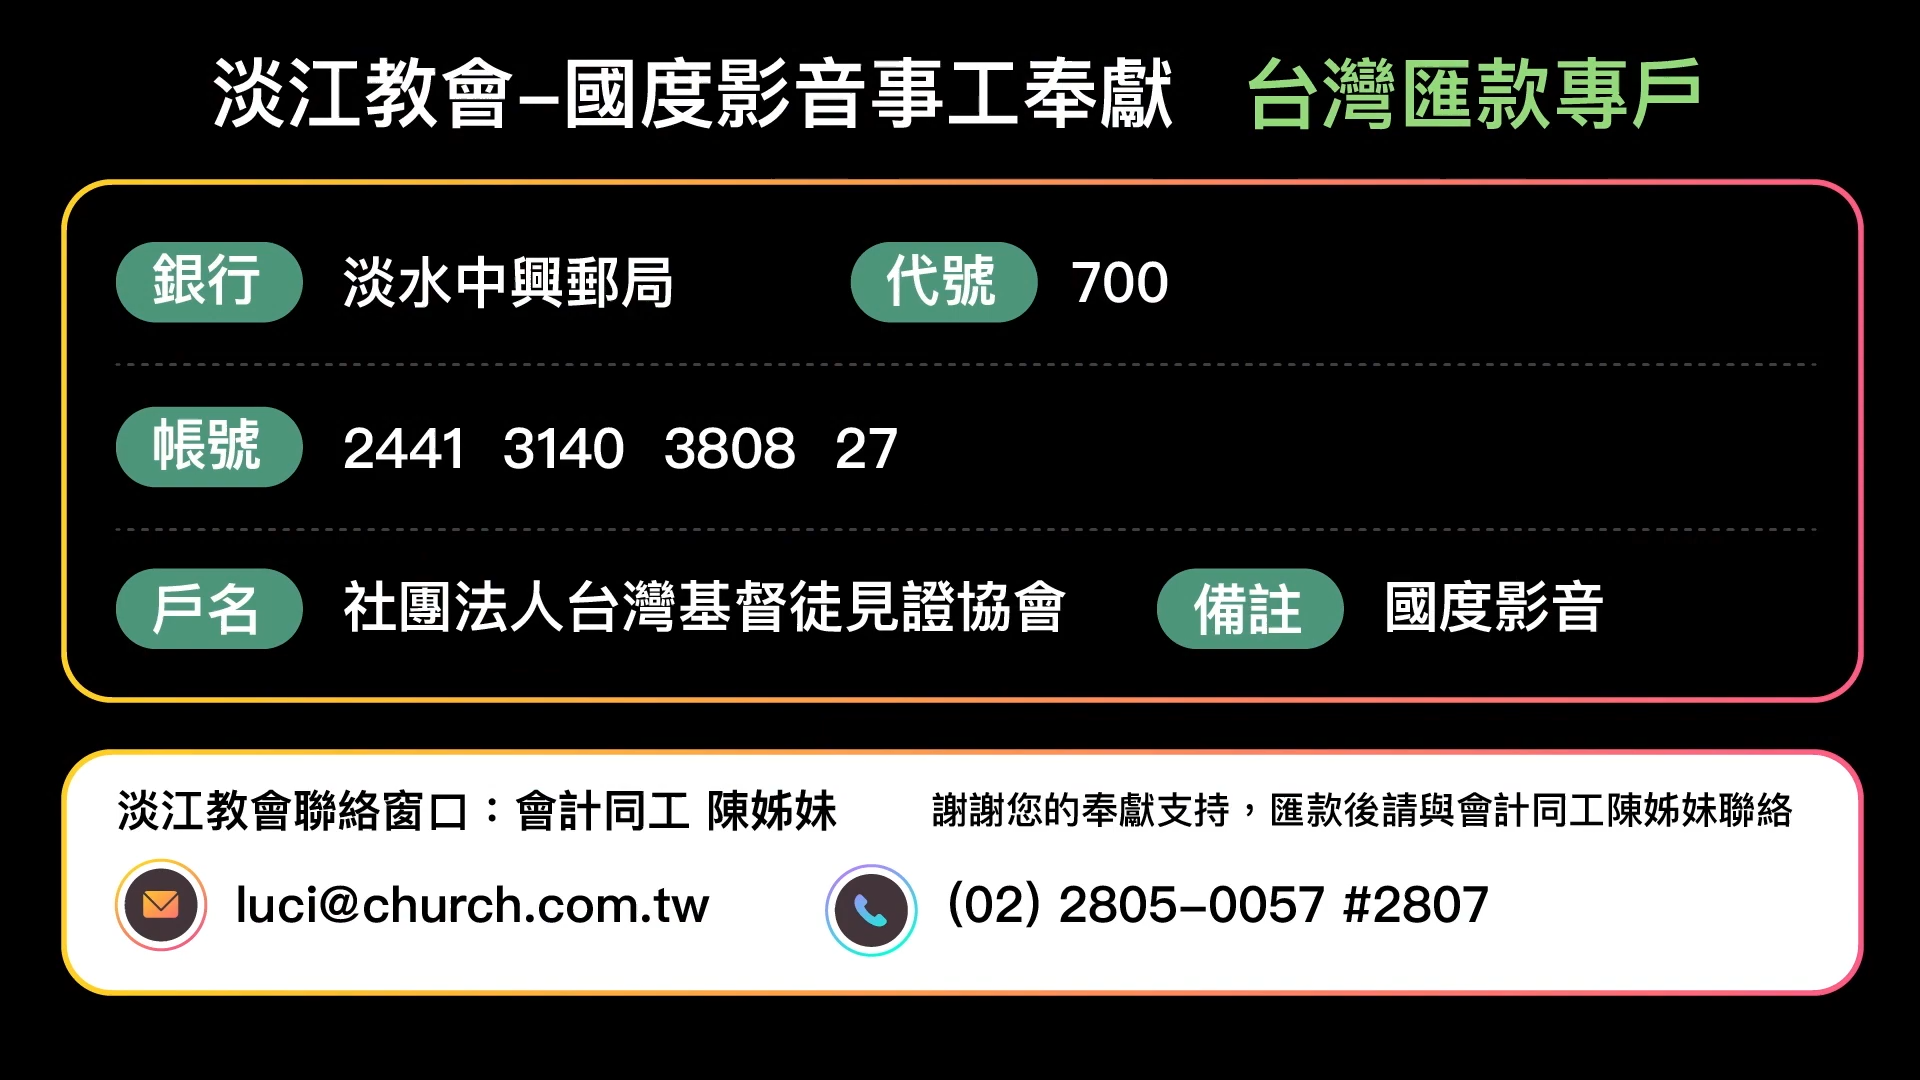 淡江教會–國度影音事工奉獻 台灣匯款專戶
銀行 淡水中興郵局 代號 700
帳號 2441 3140 3808 27
戶名 社團法人台灣基督徒見證協會 備註 國度影音
淡江教會聯絡窗口：會計同工 陳姊妹 謝謝您的奉獻支持，匯款後請與會計同工陳姊妹聯絡
luci@church.com.tw (02) 2805–0057 #2807